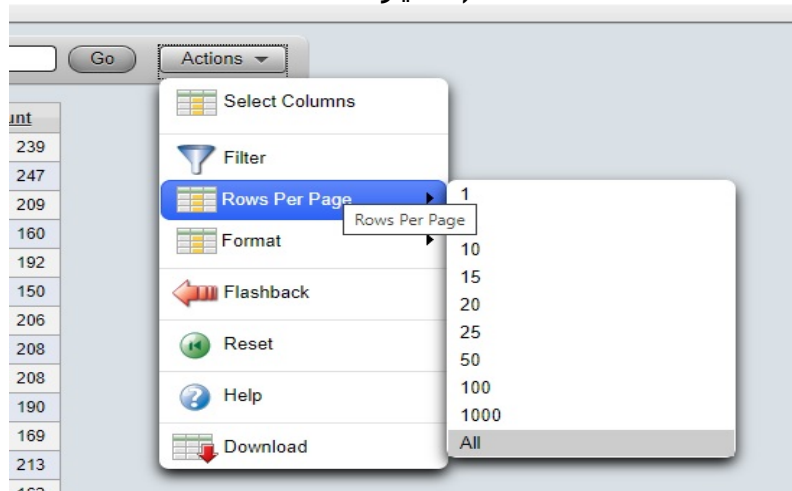 Go
Actions
unt
239
247
209
160
192
150
206
208
208
190
169
213
Select Columns
Filter
Rows Per Page
Rows Per Page
Format
Flashback
Reset
Help
Download
1
10
15
20
25
50
100
1000
All